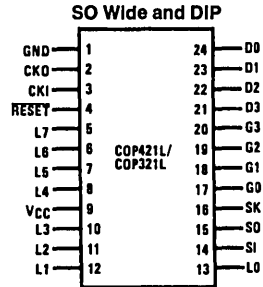 SO Wide and DIP
GND 1 24 D0
CKO 2 23 D1
CKI 3 22 D2
RESET 4 21 D3
L7 5 20 G3
L6 6 COP421L/ 19 G2
L5 7 COP321L 18 G1
L4 8 17 G0
VCC 9 16 SK
L3 10 15 SO
L2 11 14 SI
L1 12 13 L0